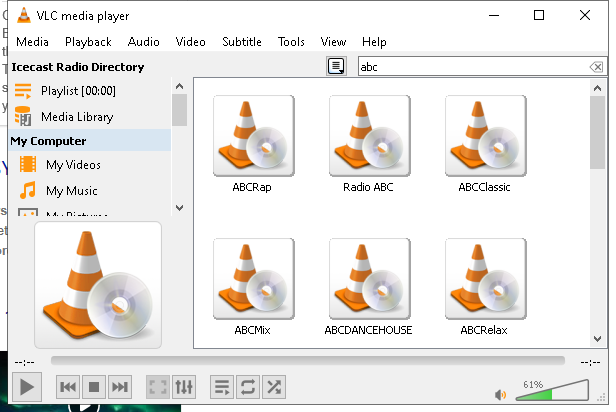 VLC media player
Media Playback Audio Video Subtitle Tools View Help
Icecast Radio Directory
abc
Playlist [00:00]
Media Library
My Computer
My Videos
My Music
My Pictures
ABCRap Radio ABC ABCClassic
ABCMix ABCDANCEHOUSE ABCRelax
--:-- --:--
61%